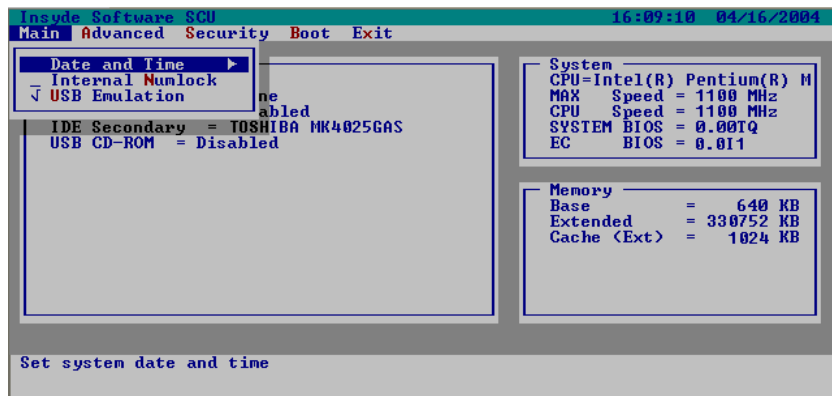 Insyde Software SCU 16:09:10 04/16/2004
Main Advanced Security Boot Exit
Date and Time ►
_ Internal Numlock
√ USB Emulation
ne
abled
IDE Secondary = TOSHIBA MK4025GAS
USB CD-ROM = Disabled
System
CPU=Intel(R) Pentium(R) M
MAX Speed = 1100 MHz
CPU Speed = 1100 MHz
SYSTEM BIOS = 0.00TQ
EC BIOS = 0.0I1
Memory
Base = 640 KB
Extended = 330752 KB
Cache (Ext) = 1024 KB
Set system date and time